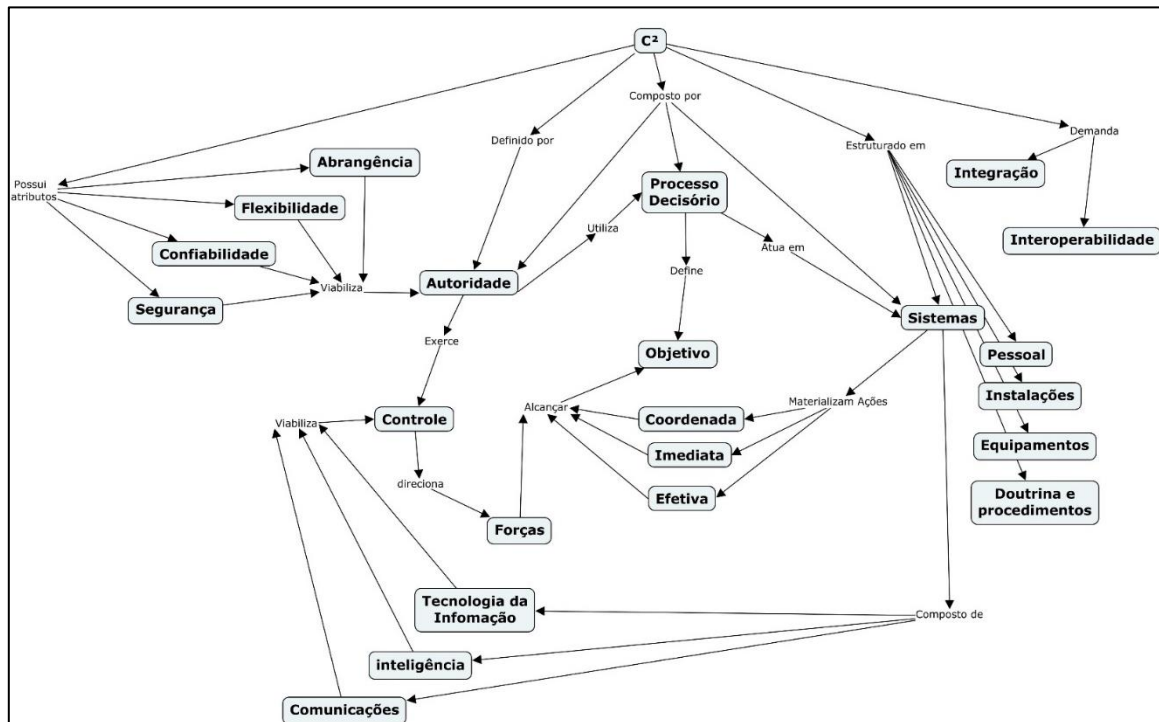 C²
Composto por
Demanda
Definido por
Estruturado em
Abrangência
Integração
Possui
atributos
Processo
Decisório
Flexibilidade
Utiliza
Interoperabilidade
Confiabilidade
Atua em
Define
Viabiliza
Autoridade
Segurança
Sistemas
Exerce
Objetivo
Pessoal
Instalações
Alcançar
Materializam Ações
Viabiliza
Controle
Coordenada
Equipamentos
Imediata
direciona
Efetiva
Doutrina e
procedimentos
Forças
Tecnologia da
Infomação
Composto de
inteligência
Comunicações